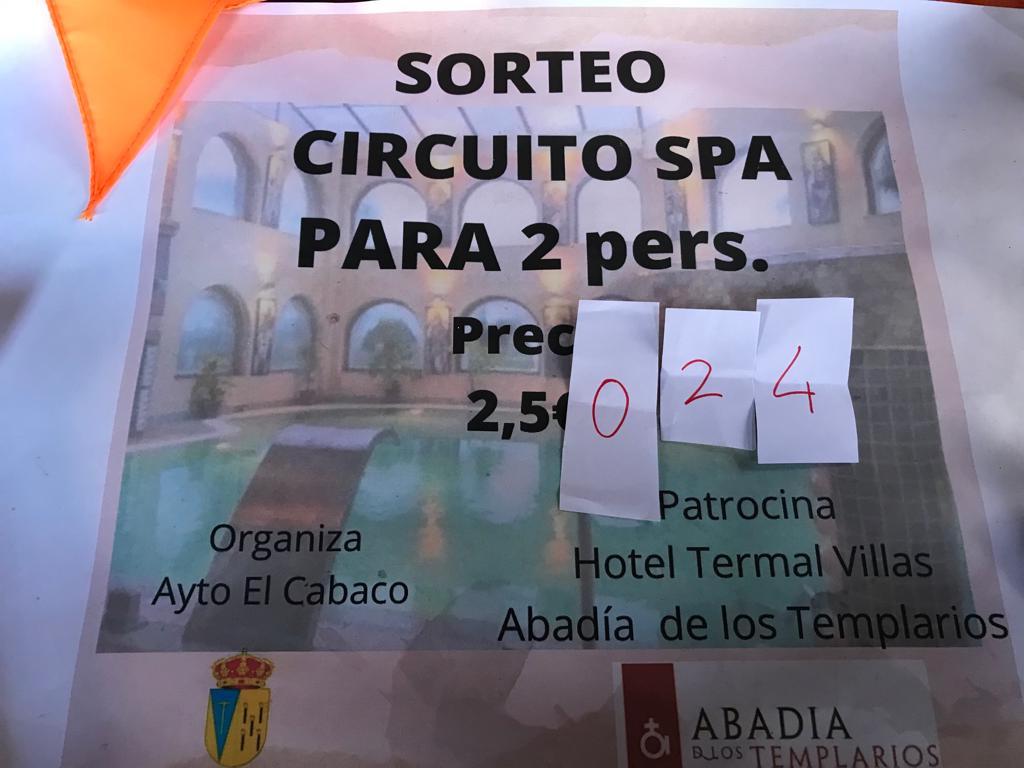 SORTEO
CIRCUITO SPA
PARA 2 pers.
Prec
2,5€
0 2 4
Organiza
Ayto El Cabaco
Patrocina
Hotel Termal Villas
Abadía de los Templarios
ABADIA
D LOS TEMPLARIOS